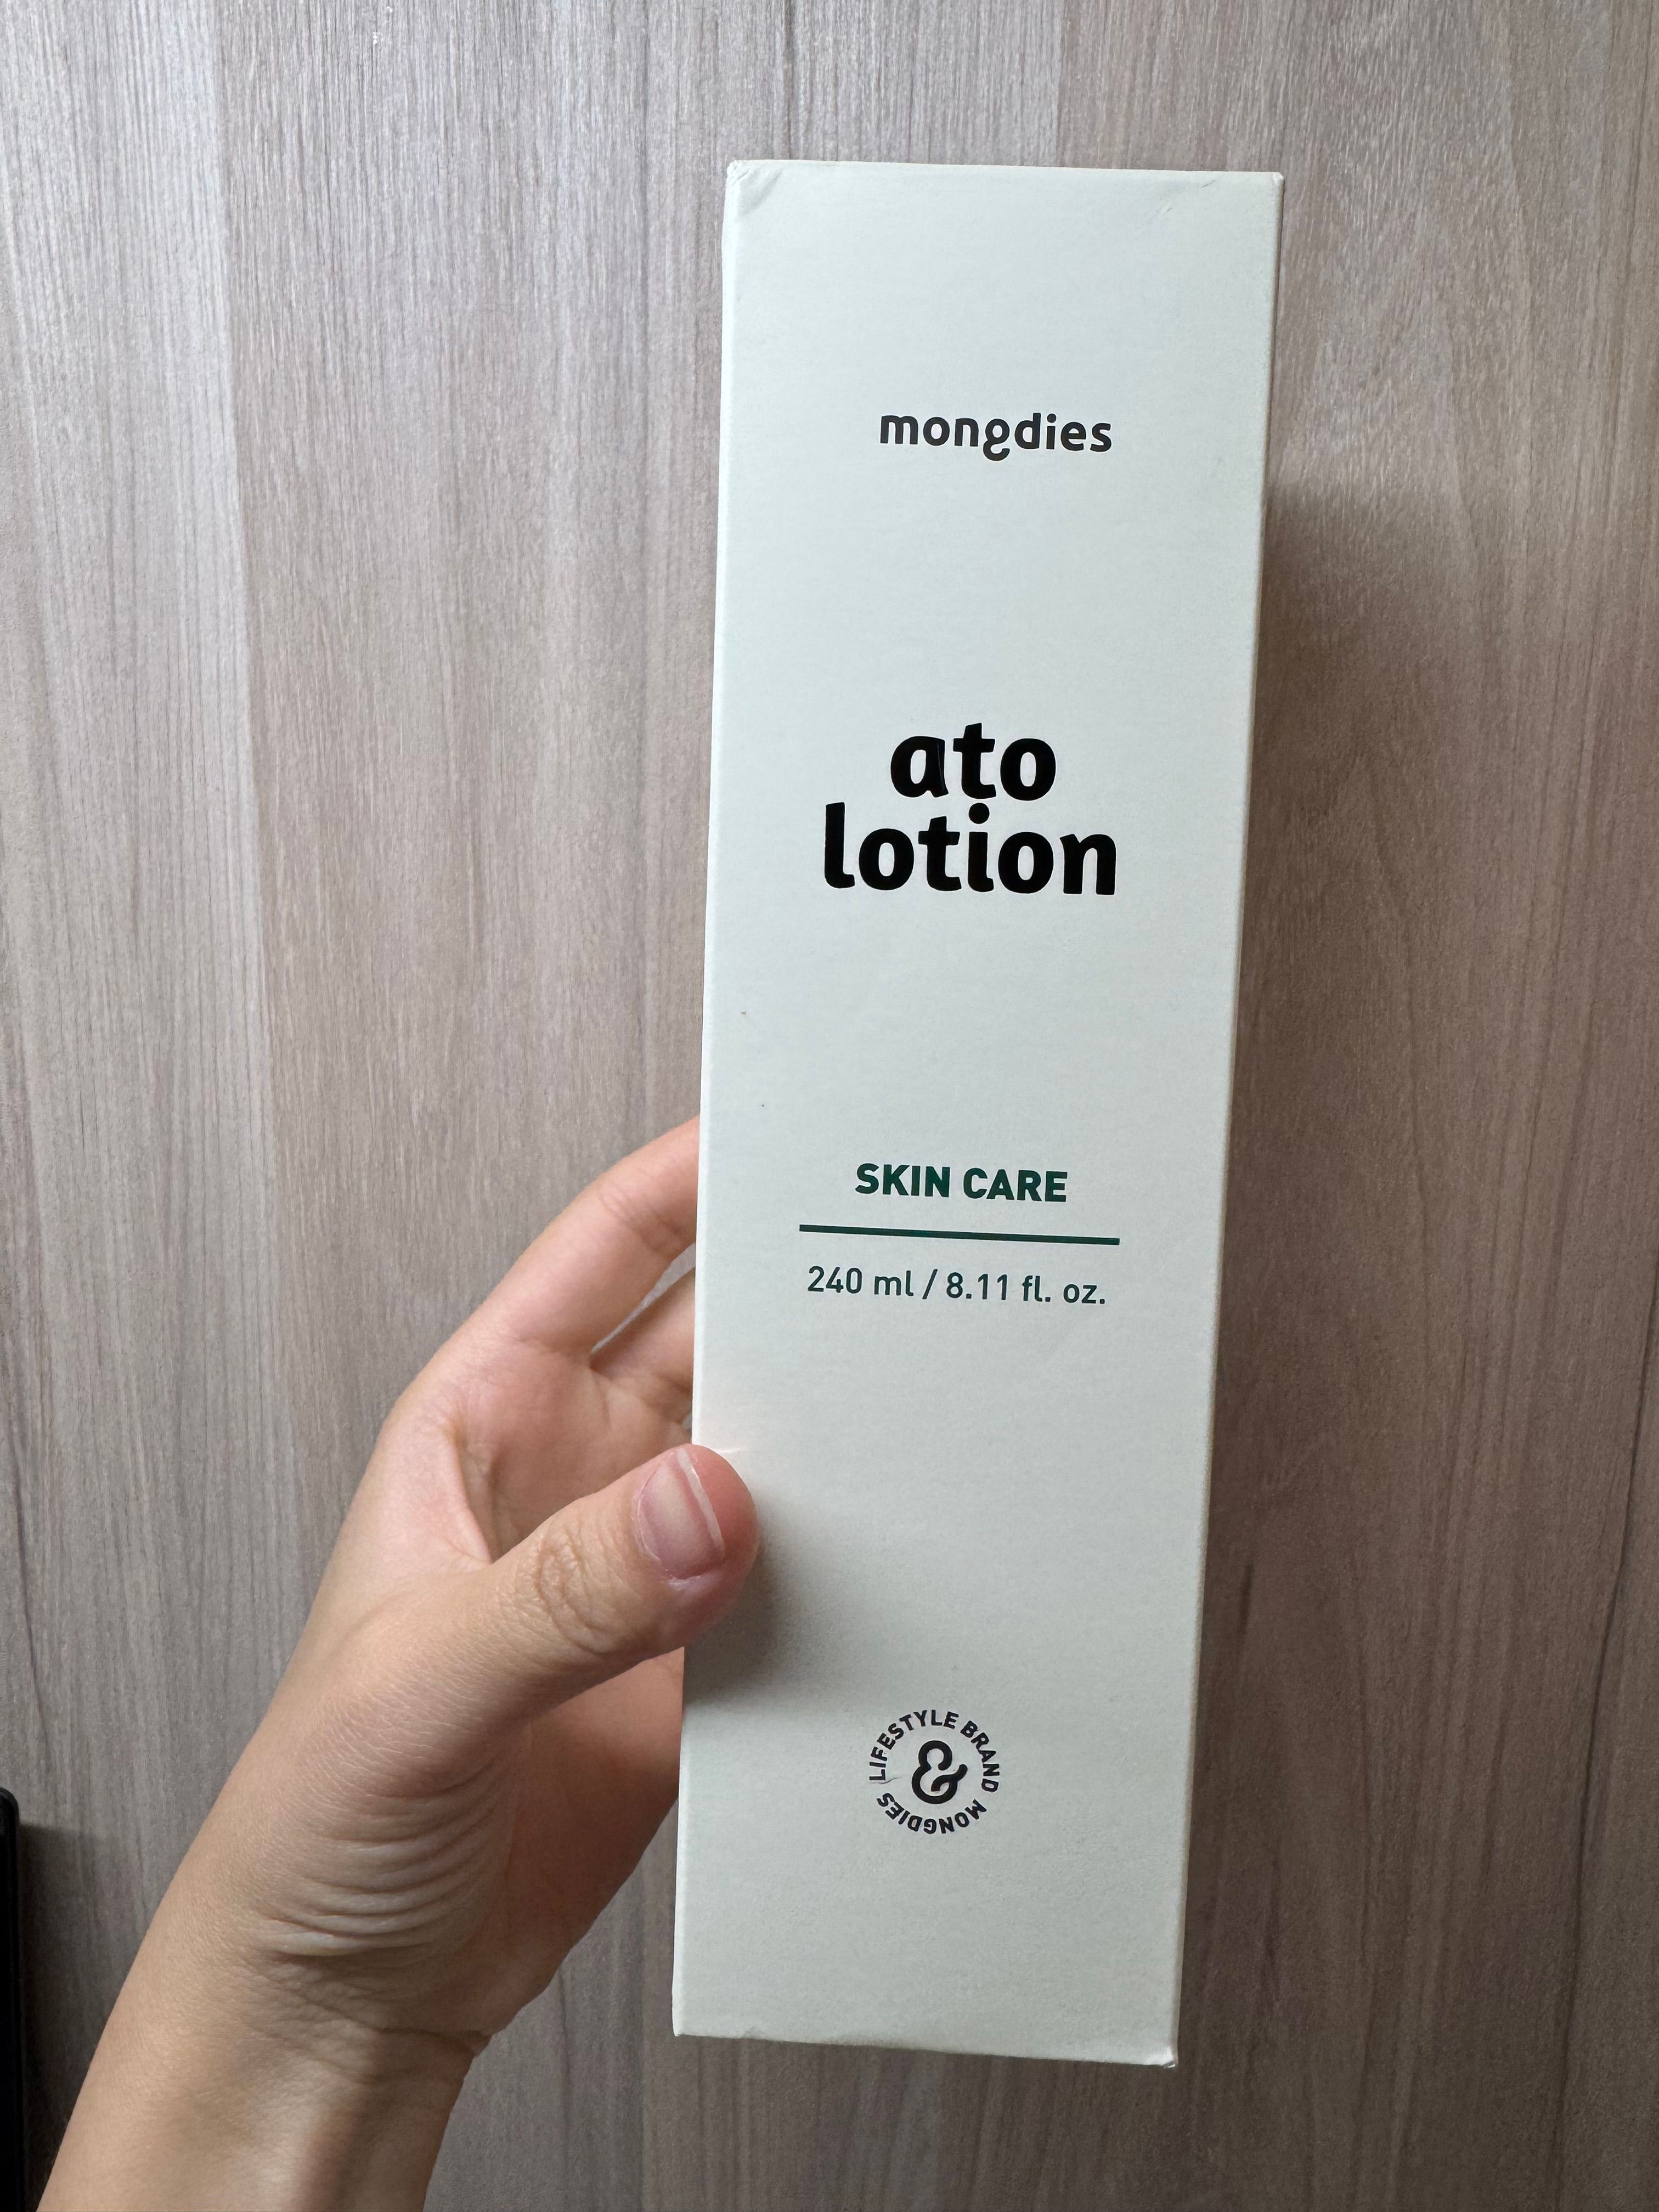 mongdies
ato
lotion
SKIN CARE
240 ml / 8.11 fl. oz.
LIFESTYLE BRAND MONGDIES
&